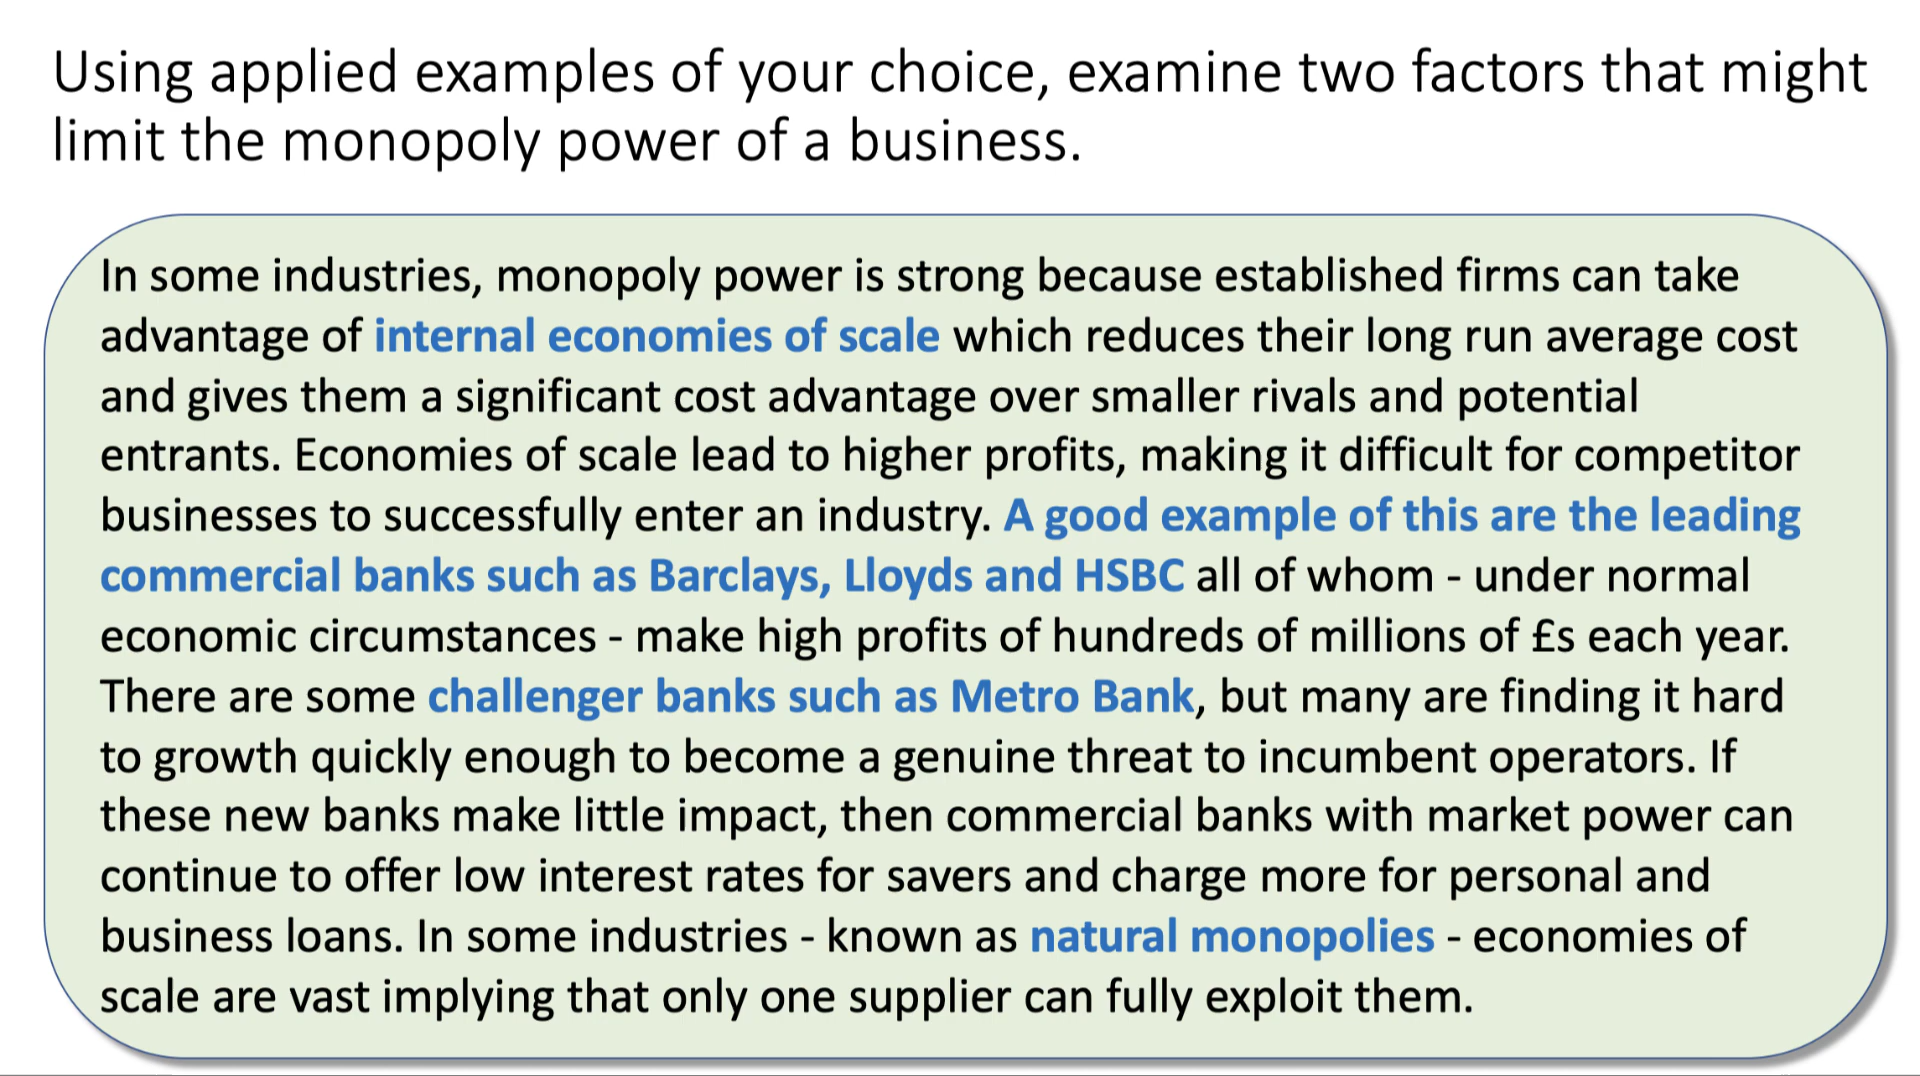 Using applied examples of your choice, examine two factors that might
limit the monopoly power of a business.
In some industries, monopoly power is strong because established firms can take
advantage of internal economies of scale which reduces their long run average cost
and gives them a significant cost advantage over smaller rivals and potential
entrants. Economies of scale lead to higher profits, making it difficult for competitor
businesses to successfully enter an industry. A good example of this are the leading
commercial banks such as Barclays, Lloyds and HSBC all of whom - under normal
economic circumstances - make high profits of hundreds of millions of £s each year.
There are some challenger banks such as Metro Bank, but many are finding it hard
to growth quickly enough to become a genuine threat to incumbent operators. If
these new banks make little impact, then commercial banks with market power can
continue to offer low interest rates for savers and charge more for personal and
business loans. In some industries - known as natural monopolies - economies of
scale are vast implying that only one supplier can fully exploit them.